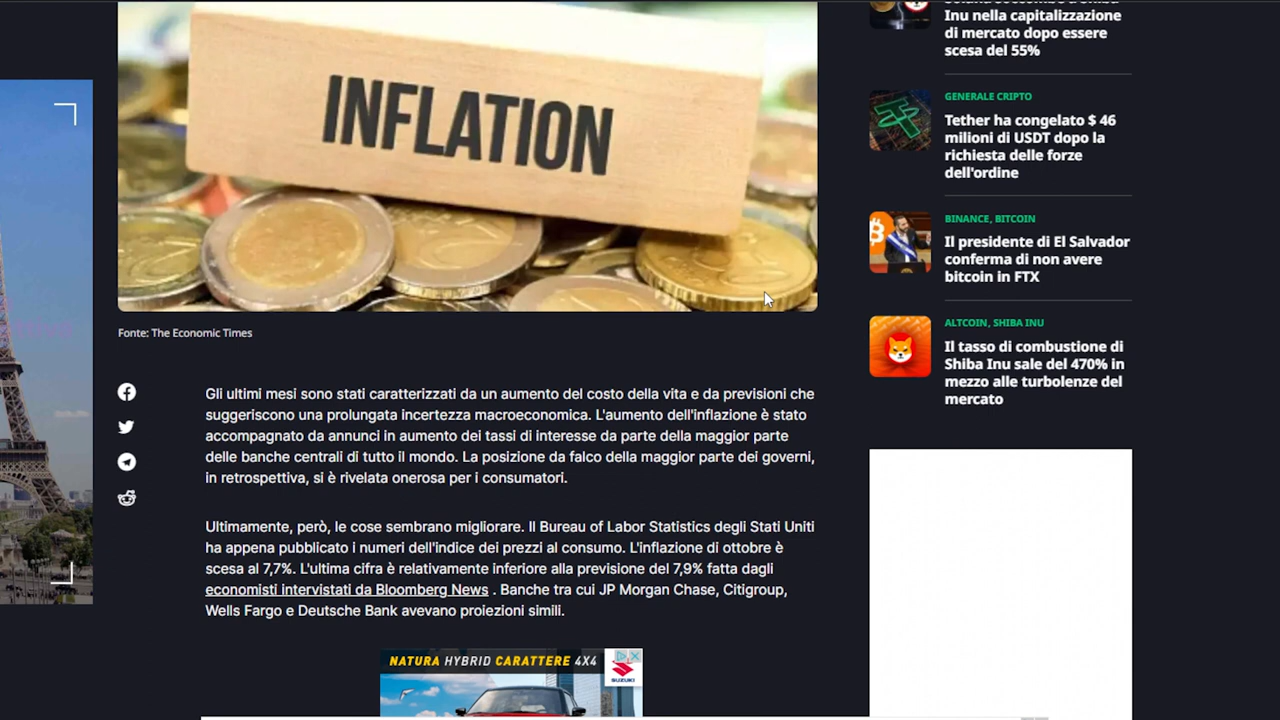 INFLATION
Fonte: The Economic Times
Gli ultimi mesi sono stati caratterizzati da un aumento del costo della vita e da previsioni che
suggeriscono una prolungata incertezza macroeconomica. L'aumento dell'inflazione è stato
accompagnato da annunci in aumento dei tassi di interesse da parte della maggior parte
delle banche centrali di tutto il mondo. La posizione da falco della maggior parte dei governi,
in retrospettiva, si è rivelata onerosa per i consumatori.
Ultimamente, però, le cose sembrano migliorare. Il Bureau of Labor Statistics degli Stati Uniti
ha appena pubblicato i numeri dell'indice dei prezzi al consumo. L'inflazione di ottobre è
scesa al 7,7%. L'ultima cifra è relativamente inferiore alla previsione del 7,9% fatta dagli
economisti intervistati da Bloomberg News . Banche tra cui JP Morgan Chase, Citigroup,
Wells Fargo e Deutsche Bank avevano proiezioni simili.
NATURA HYBRID CARATTERE 4X4
SUZUKI
Inu nella capitalizzazione
di mercato dopo essere
scesa del 55%
GENERALE CRIPTO
Tether ha congelato $ 46
milioni di USDT dopo la
richiesta delle forze
dell'ordine
BINANCE, BITCOIN
Il presidente di El Salvador
conferma di non avere
bitcoin in FTX
ALTCOIN, SHIBA INU
Il tasso di combustione di
Shiba Inu sale del 470% in
mezzo alle turbolenze del
mercato